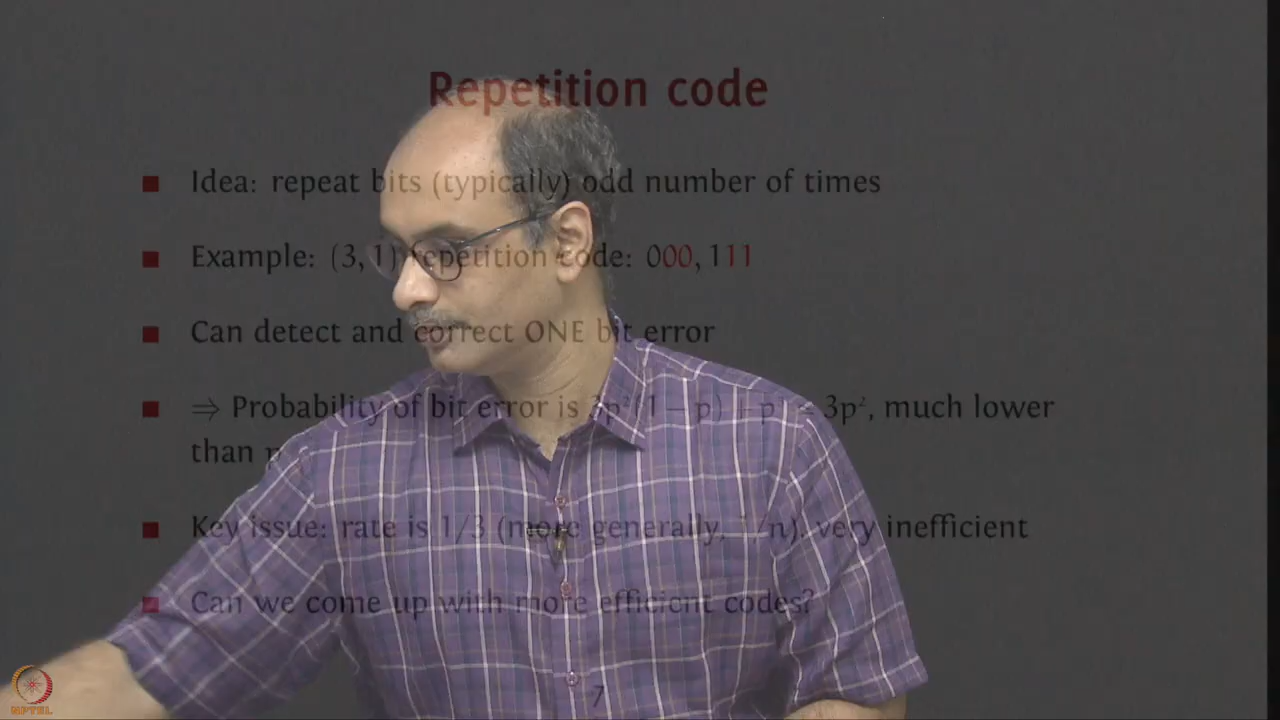 Repetition code
Idea: repeat bits (typically) odd number of times
Example: (3, 1) repetition code: 000, 111
Can detect and correct ONE bit error
⇒ Probability of bit error is 3p²(1 − p) + p³ ≈ 3p², much lower
than p
Key issue: rate is 1/3 (more generally, 1/n), very inefficient
Can we come up with more efficient codes?
7
NPTEL